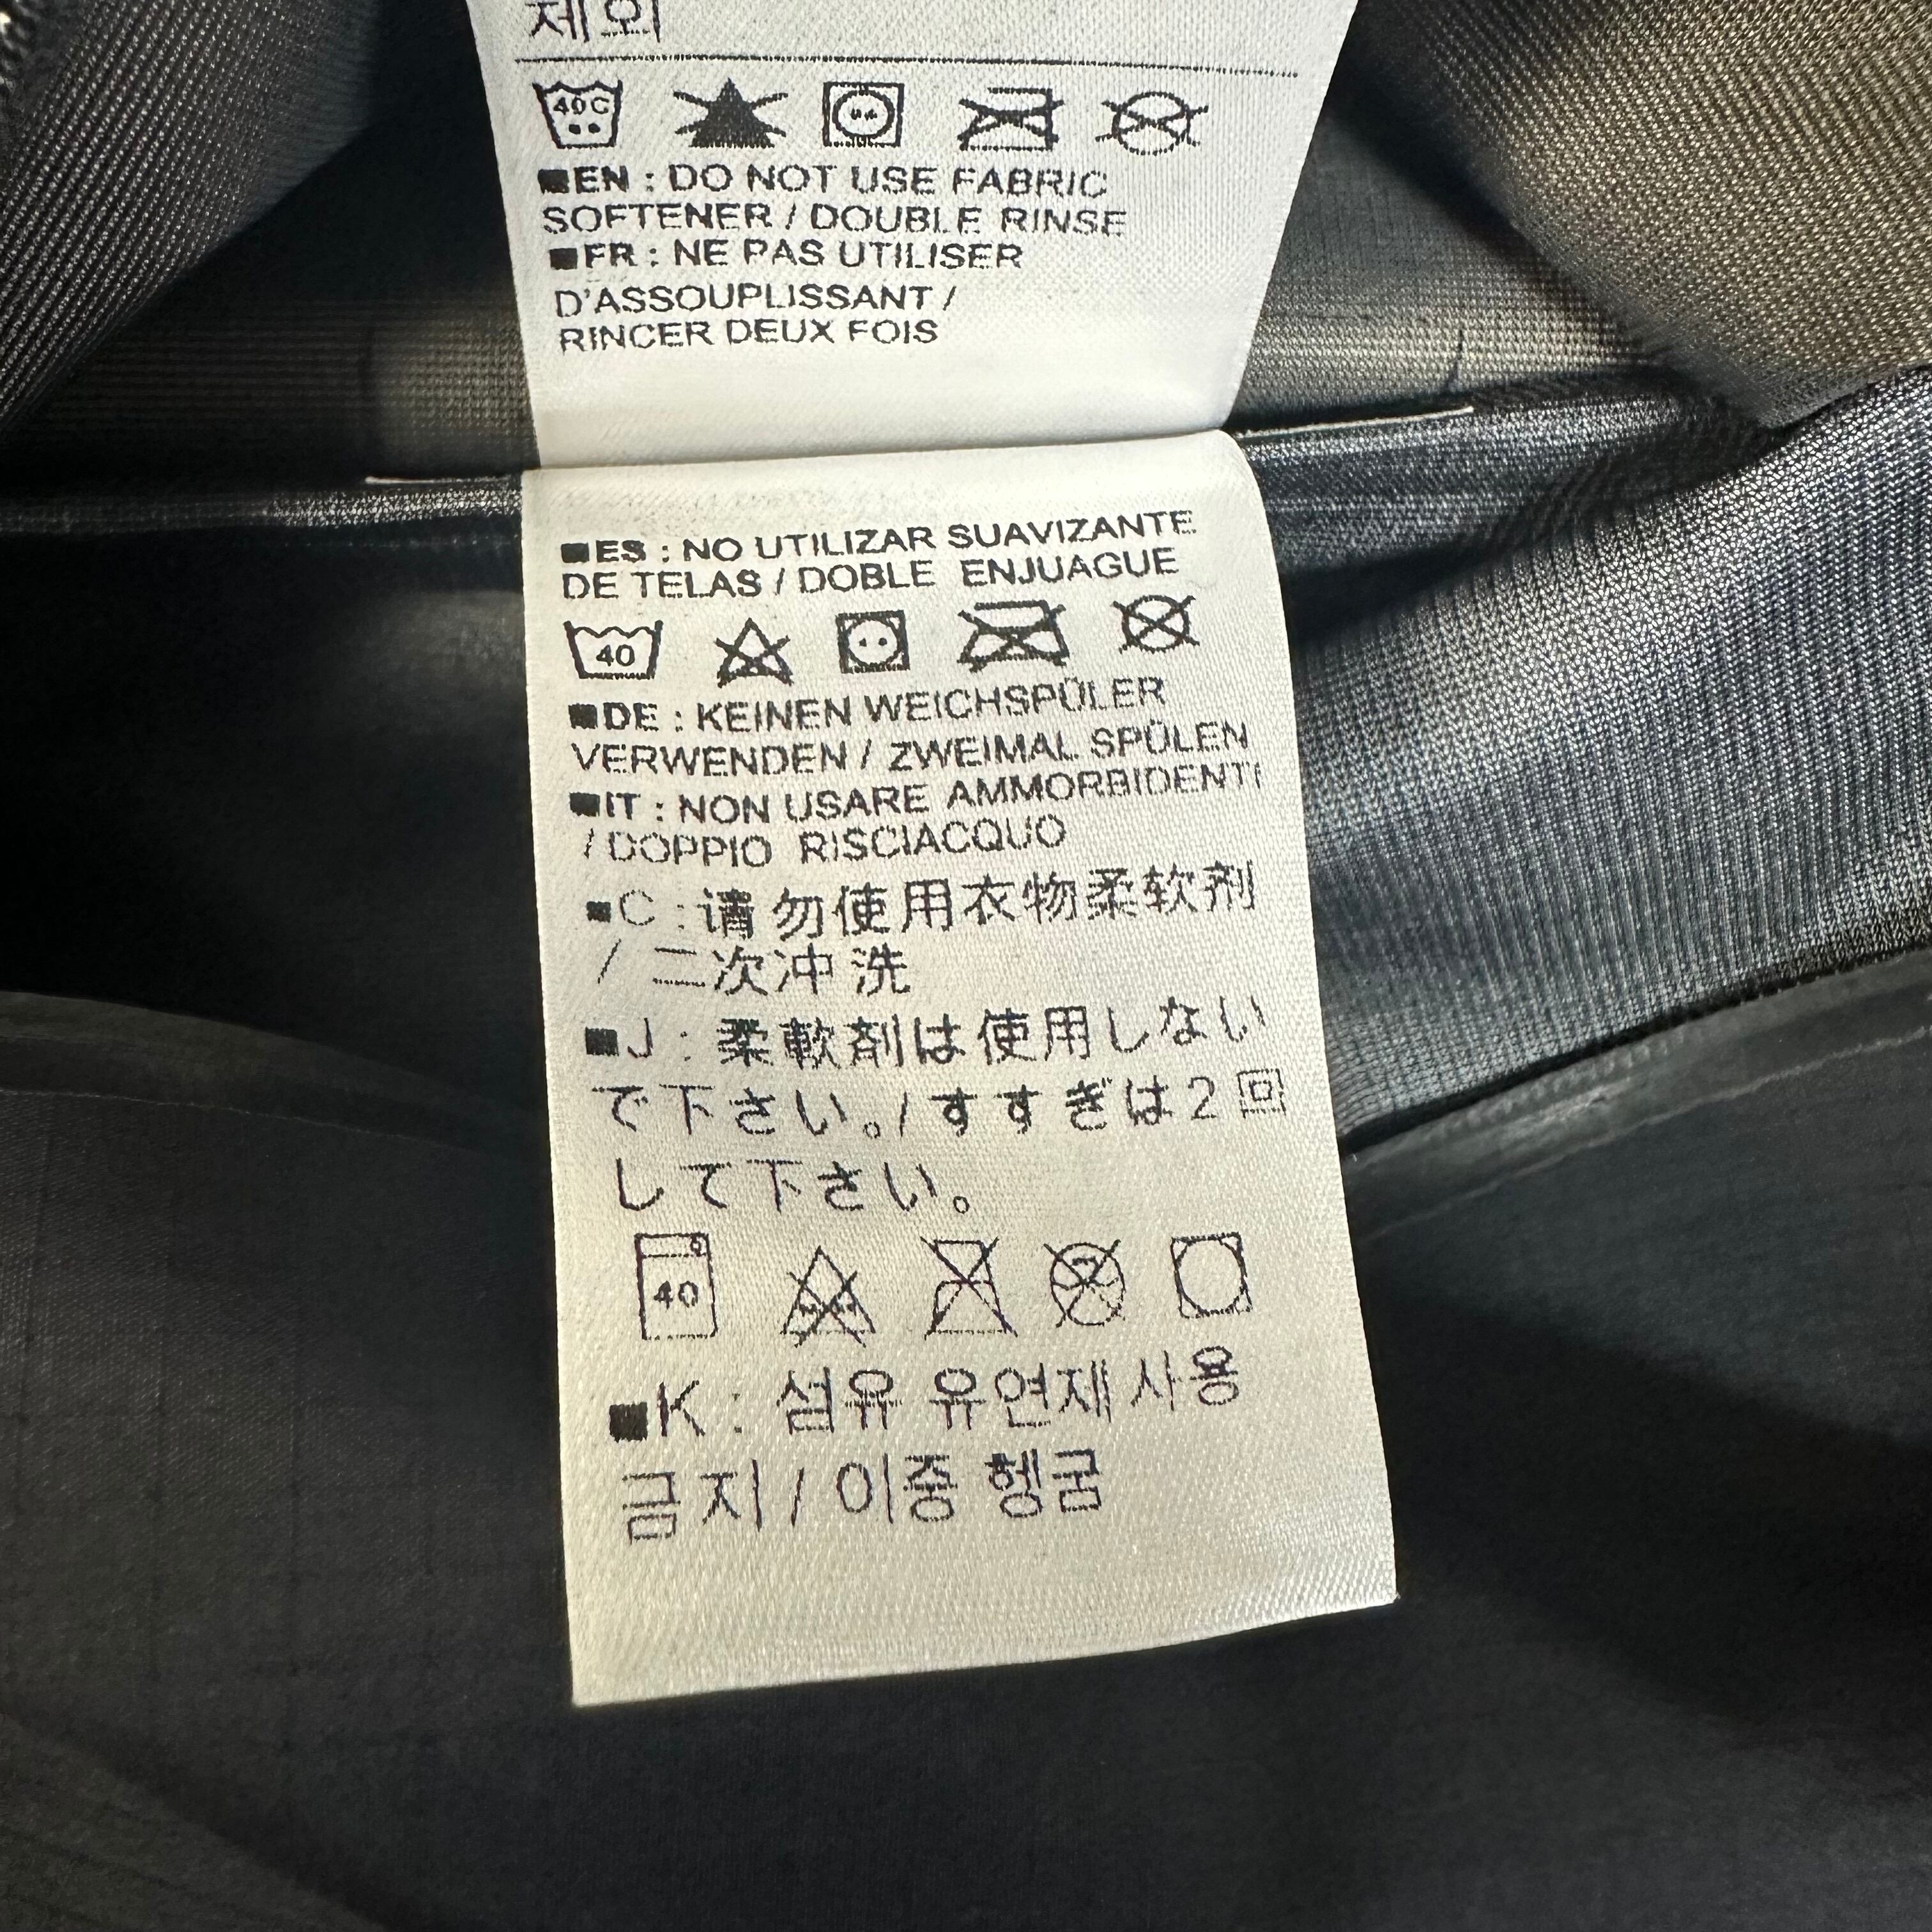 제외
40C
■EN : DO NOT USE FABRIC
SOFTENER / DOUBLE RINSE
■FR : NE PAS UTILISER
D'ASSOUPLISSANT /
RINCER DEUX FOIS
■ES : NO UTILIZAR SUAVIZANTE
DE TELAS / DOBLE ENJUAGUE
40
■DE : KEINEN WEICHSPÜLER
VERWENDEN / ZWEIMAL SPÜLEN
■IT : NON USARE AMMORBIDENTI
/ DOPPIO RISCIACQUO
■C : 请勿使用衣物柔软剂
/ 二次冲洗
■J : 柔軟剤は使用しない
で下さい。/ すすぎは2回
して下さい。
40
■K : 섬유 유연재 사용
금지 / 이중 헹굼